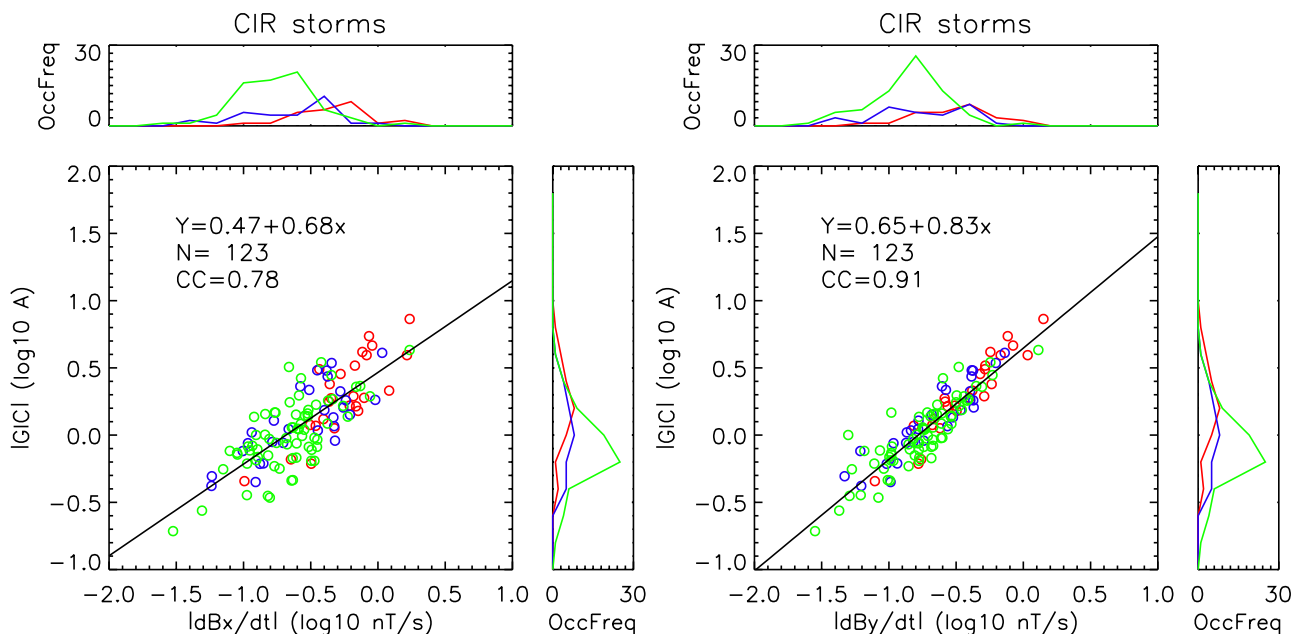 CIR storms
OccFreq
30
0
2.0
1.5
1.0
0.5
0.0
−0.5
−1.0
|GIC| (log10 A)
Y=0.47+0.68x
N= 123
CC=0.78
−2.0 −1.5 −1.0 −0.5 0.0 0.5 1.0
|dBx/dt| (log10 nT/s)
0 30
OccFreq
CIR storms
OccFreq
30
0
2.0
1.5
1.0
0.5
0.0
−0.5
−1.0
|GIC| (log10 A)
Y=0.65+0.83x
N= 123
CC=0.91
−2.0 −1.5 −1.0 −0.5 0.0 0.5 1.0
|dBy/dt| (log10 nT/s)
0 30
OccFreq